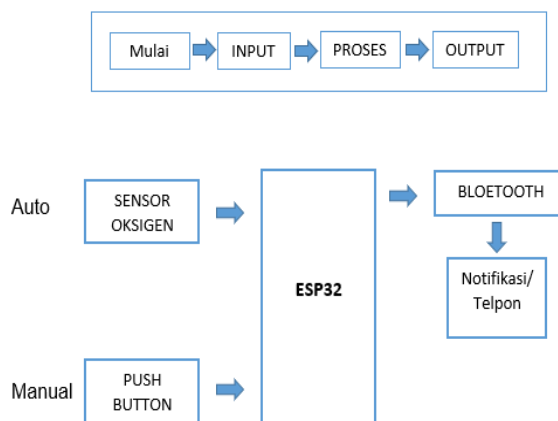 Mulai INPUT PROSES OUTPUT
Auto
SENSOR
OKSIGEN
BLOETOOTH
ESP32
Notifikasi/
Telpon
Manual
PUSH
BUTTON